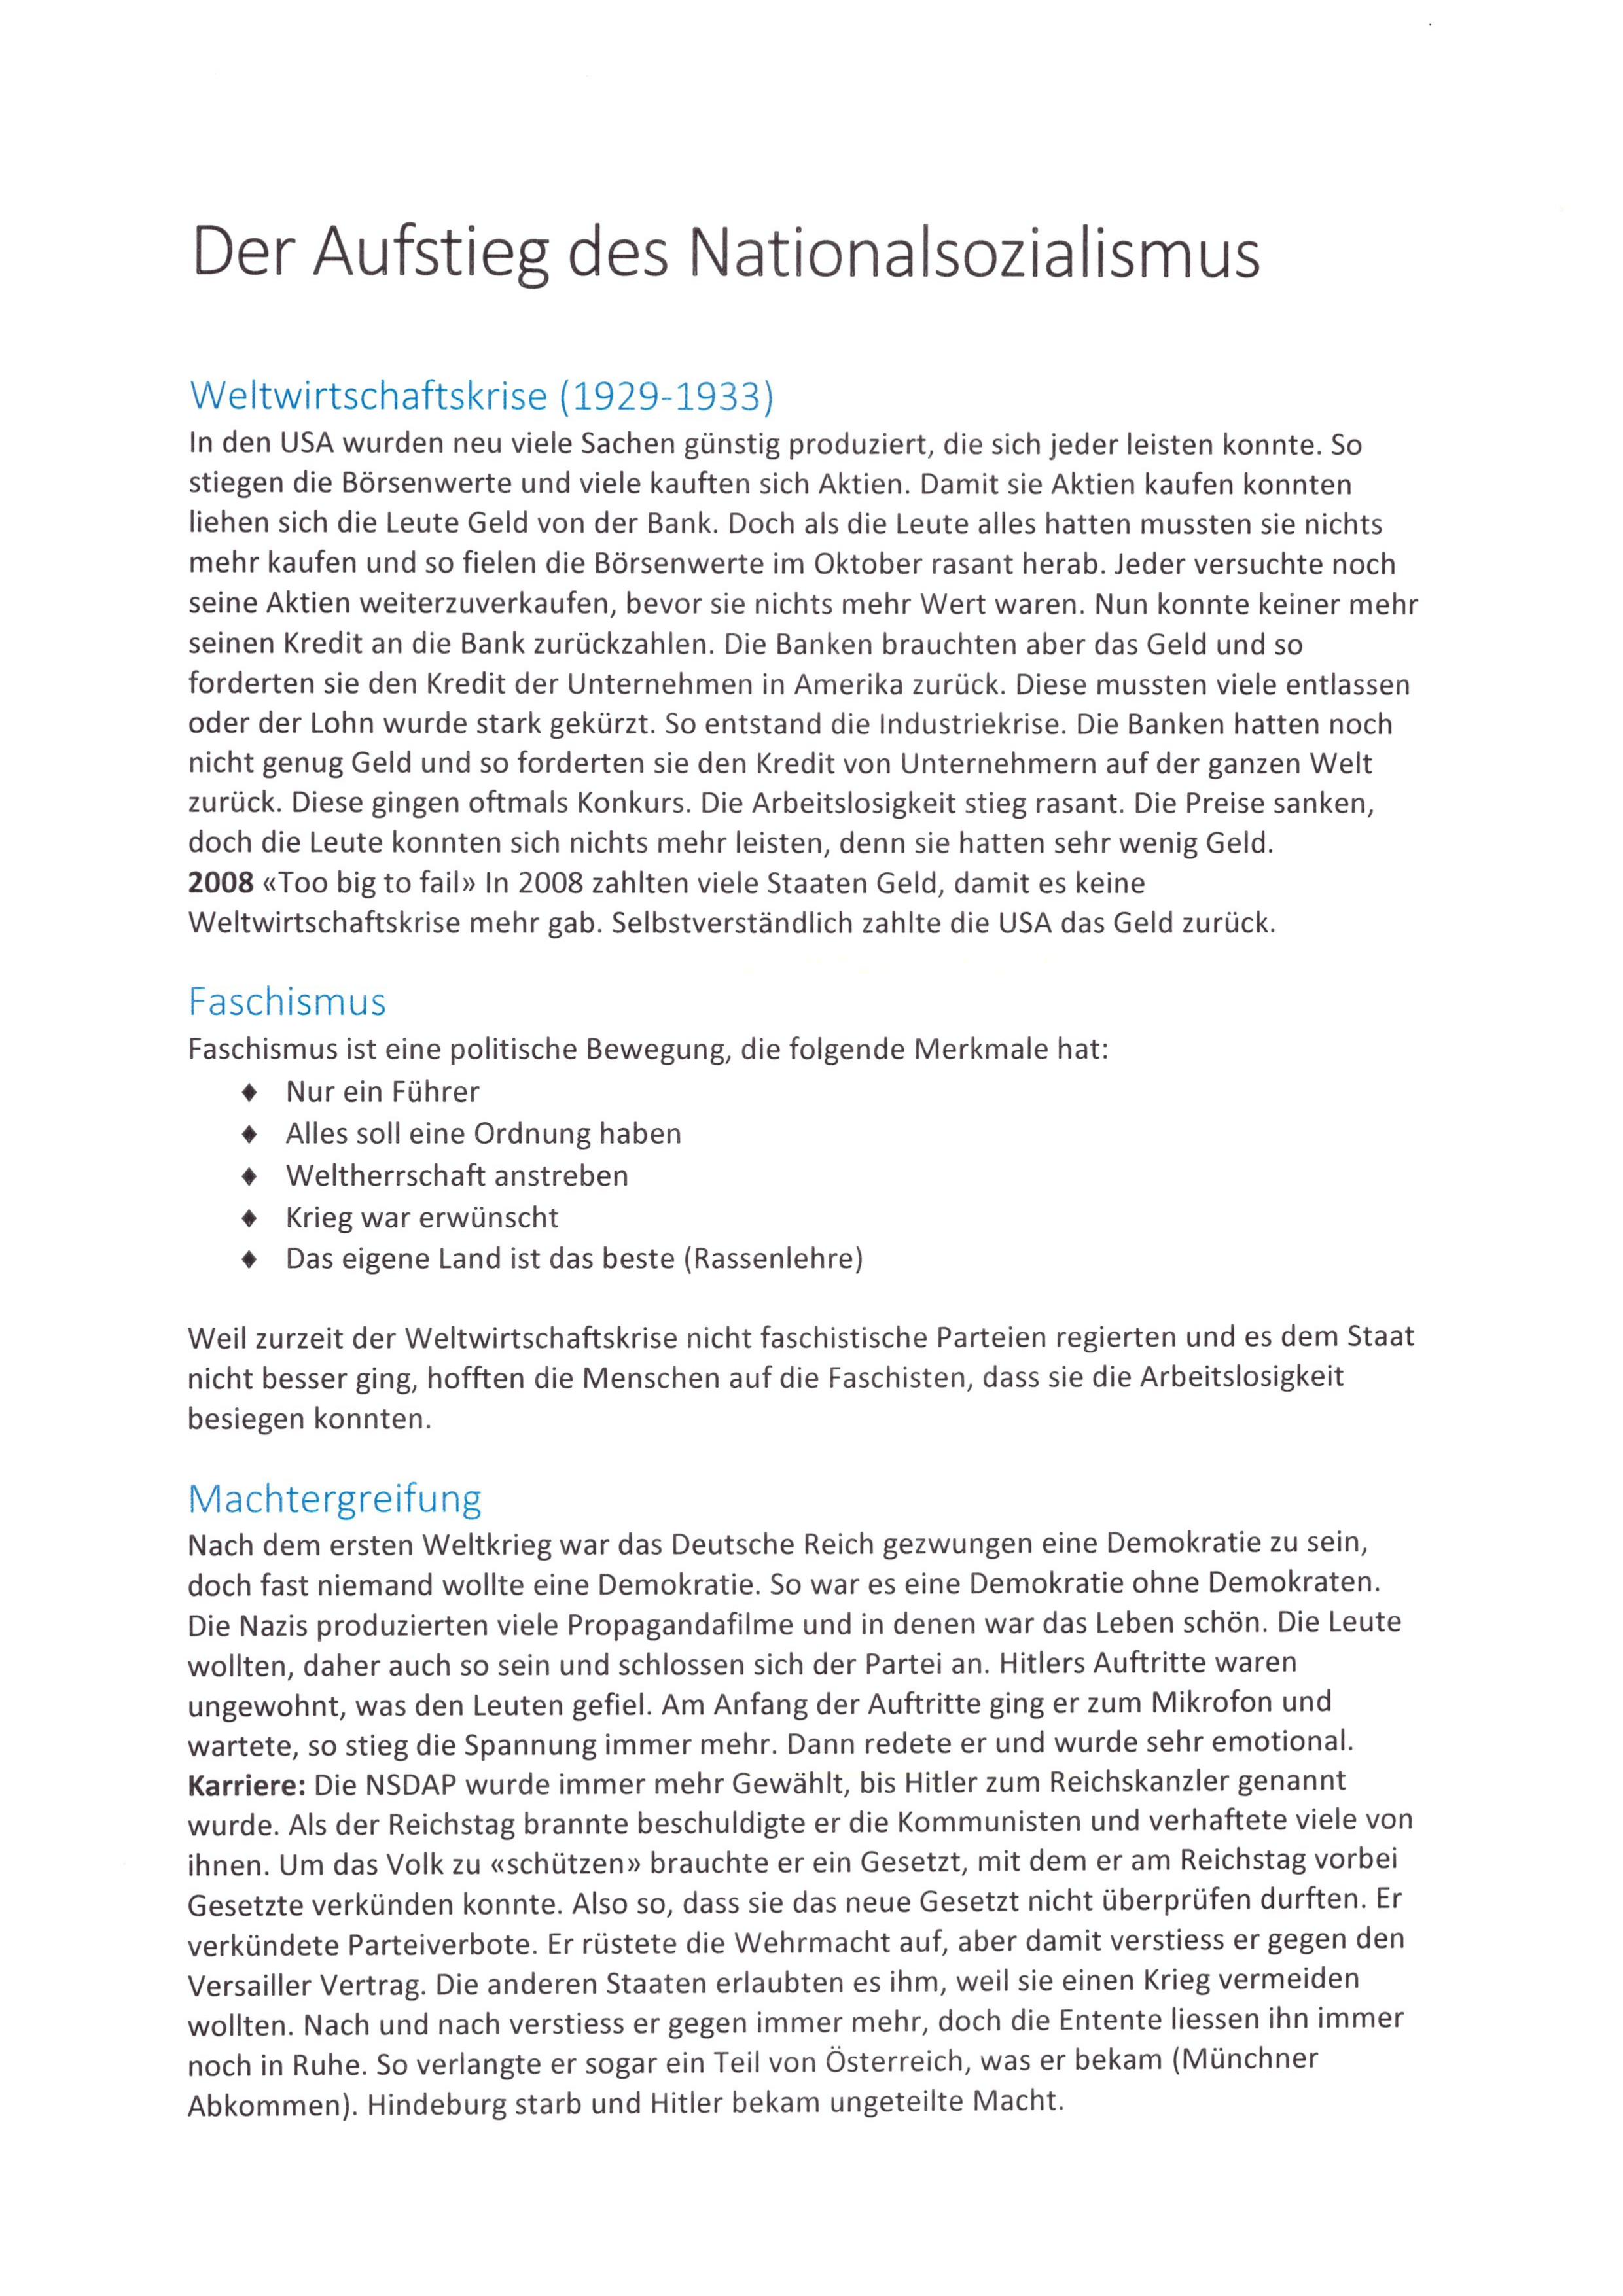 Der Aufstieg des Nationalsozialismus
Weltwirtschaftskrise (1929-1933)
In den USA wurden neu viele Sachen günstig produziert, die sich jeder leisten konnte. So
stiegen die Börsenwerte und viele kauften sich Aktien. Damit sie Aktien kaufen konnten
liehen sich die Leute Geld von der Bank. Doch als die Leute alles hatten mussten sie nichts
mehr kaufen und so fielen die Börsenwerte im Oktober rasant herab. Jeder versuchte noch
seine Aktien weiterzuverkaufen, bevor sie nichts mehr Wert waren. Nun konnte keiner mehr
seinen Kredit an die Bank zurückzahlen. Die Banken brauchten aber das Geld und so
forderten sie den Kredit der Unternehmen in Amerika zurück. Diese mussten viele entlassen
oder der Lohn wurde stark gekürzt. So entstand die Industriekrise. Die Banken hatten noch
nicht genug Geld und so forderten sie den Kredit von Unternehmern auf der ganzen Welt
zurück. Diese gingen oftmals Konkurs. Die Arbeitslosigkeit stieg rasant. Die Preise sanken,
doch die Leute konnten sich nichts mehr leisten, denn sie hatten sehr wenig Geld.
2008 «Too big to fail» In 2008 zahlten viele Staaten Geld, damit es keine
Weltwirtschaftskrise mehr gab. Selbstverständlich zahlte die USA das Geld zurück.
Faschismus
Faschismus ist eine politische Bewegung, die folgende Merkmale hat:
♦ Nur ein Führer
♦ Alles soll eine Ordnung haben
♦ Weltherrschaft anstreben
♦ Krieg war erwünscht
♦ Das eigene Land ist das beste (Rassenlehre)
Weil zurzeit der Weltwirtschaftskrise nicht faschistische Parteien regierten und es dem Staat
nicht besser ging, hofften die Menschen auf die Faschisten, dass sie die Arbeitslosigkeit
besiegen konnten.
Machtergreifung
Nach dem ersten Weltkrieg war das Deutsche Reich gezwungen eine Demokratie zu sein,
doch fast niemand wollte eine Demokratie. So war es eine Demokratie ohne Demokraten.
Die Nazis produzierten viele Propagandafilme und in denen war das Leben schön. Die Leute
wollten, daher auch so sein und schlossen sich der Partei an. Hitlers Auftritte waren
ungewohnt, was den Leuten gefiel. Am Anfang der Auftritte ging er zum Mikrofon und
wartete, so stieg die Spannung immer mehr. Dann redete er und wurde sehr emotional.
Karriere: Die NSDAP wurde immer mehr Gewählt, bis Hitler zum Reichskanzler genannt
wurde. Als der Reichstag brannte beschuldigte er die Kommunisten und verhaftete viele von
ihnen. Um das Volk zu «schützen» brauchte er ein Gesetzt, mit dem er am Reichstag vorbei
Gesetzte verkünden konnte. Also so, dass sie das neue Gesetzt nicht überprüfen durften. Er
verkündete Parteiverbote. Er rüstete die Wehrmacht auf, aber damit verstiess er gegen den
Versailler Vertrag. Die anderen Staaten erlaubten es ihm, weil sie einen Krieg vermeiden
wollten. Nach und nach verstiess er gegen immer mehr, doch die Entente liessen ihn immer
noch in Ruhe. So verlangte er sogar ein Teil von Österreich, was er bekam (Münchner
Abkommen). Hindeburg starb und Hitler bekam ungeteilte Macht.